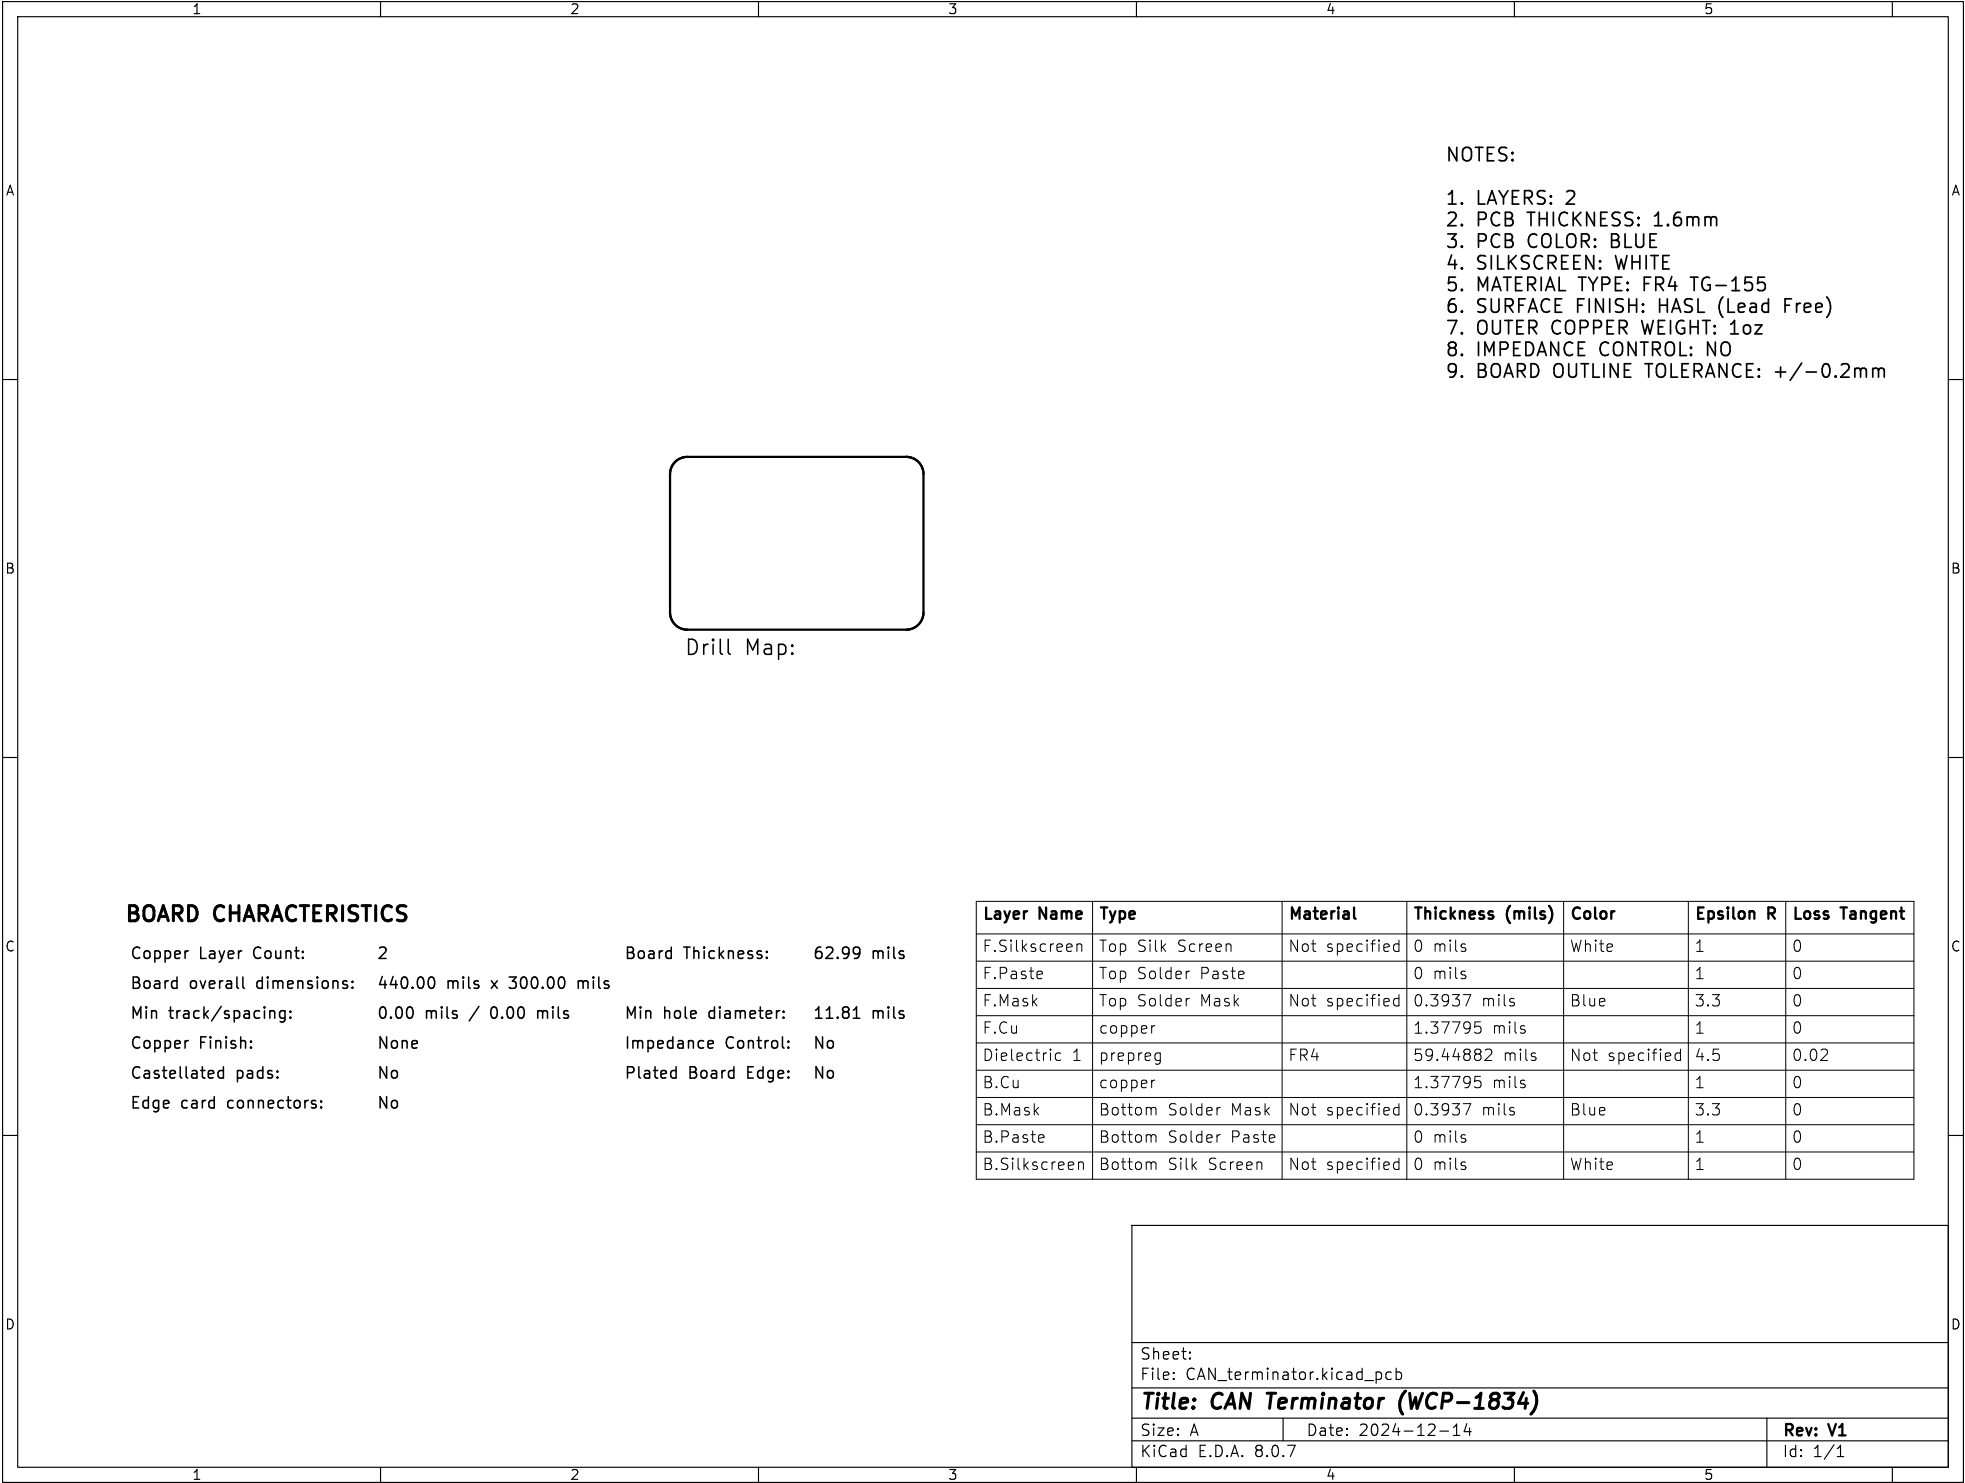 1 2 3 4 5
NOTES:
1. LAYERS: 2
2. PCB THICKNESS: 1.6mm
3. PCB COLOR: BLUE
4. SILKSCREEN: WHITE
5. MATERIAL TYPE: FR4 TG-155
6. SURFACE FINISH: HASL (Lead Free)
7. OUTER COPPER WEIGHT: 1oz
8. IMPEDANCE CONTROL: NO
9. BOARD OUTLINE TOLERANCE: +/-0.2mm
A A
B B
Drill Map:
BOARD CHARACTERISTICS
Copper Layer Count: 2 Board Thickness: 62.99 mils
Board overall dimensions: 440.00 mils x 300.00 mils
Min track/spacing: 0.00 mils / 0.00 mils Min hole diameter: 11.81 mils
Copper Finish: None Impedance Control: No
Castellated pads: No Plated Board Edge: No
Edge card connectors: No
Layer Name Type Material Thickness (mils) Color Epsilon R Loss Tangent
F.Silkscreen Top Silk Screen Not specified 0 mils White 1 0
F.Paste Top Solder Paste 0 mils 1 0
F.Mask Top Solder Mask Not specified 0.3937 mils Blue 3.3 0
F.Cu copper 1.37795 mils 1 0
Dielectric 1 prepreg FR4 59.44882 mils Not specified 4.5 0.02
B.Cu copper 1.37795 mils 1 0
B.Mask Bottom Solder Mask Not specified 0.3937 mils Blue 3.3 0
B.Paste Bottom Solder Paste 0 mils 1 0
B.Silkscreen Bottom Silk Screen Not specified 0 mils White 1 0
C C
D D
Sheet:
File: CAN_terminator.kicad_pcb
Title: CAN Terminator (WCP-1834)
Size: A Date: 2024-12-14 Rev: V1
KiCad E.D.A. 8.0.7 Id: 1/1
1 2 3 4 5